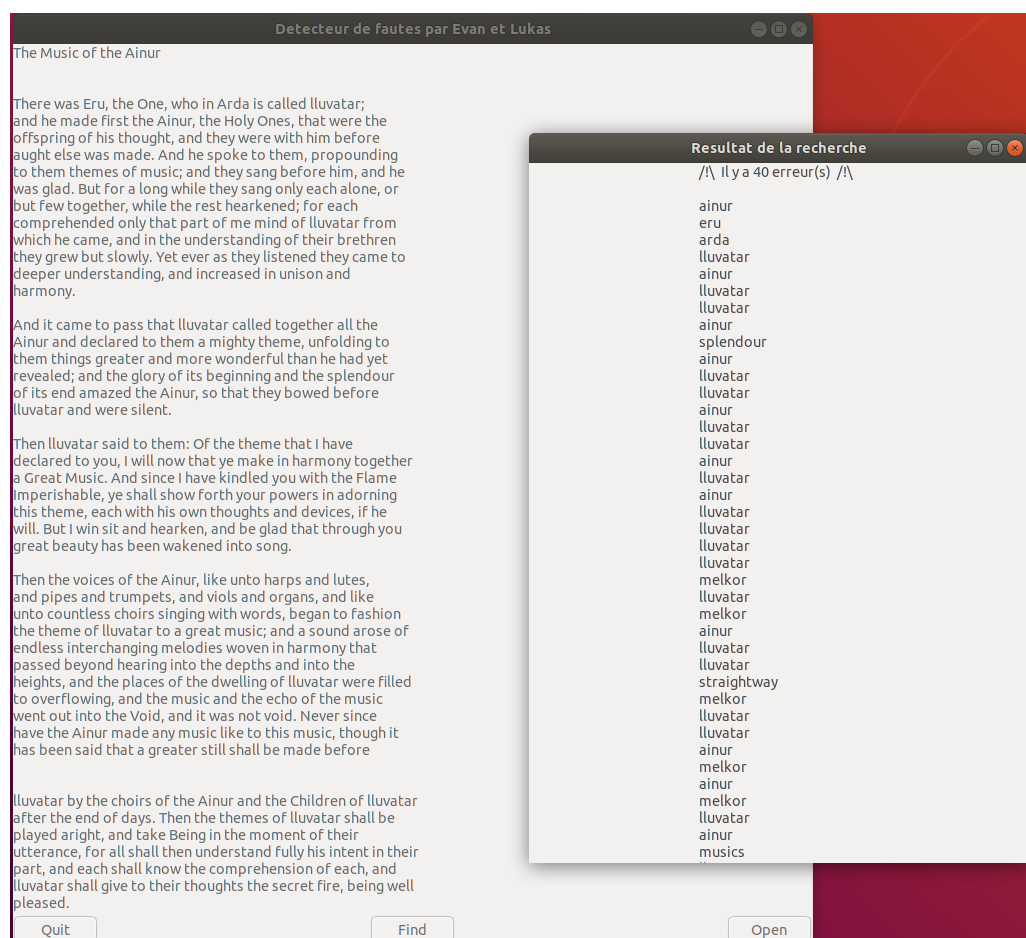 Detecteur de fautes par Evan et Lukas
The Music of the Ainur
There was Eru, the One, who in Arda is called lluvatar;
and he made first the Ainur, the Holy Ones, that were the
offspring of his thought, and they were with him before
aught else was made. And he spoke to them, propounding
to them themes of music; and they sang before him, and he
was glad. But for a long while they sang only each alone, or
but few together, while the rest hearkened; for each
comprehended only that part of me mind of lluvatar from
which he came, and in the understanding of their brethren
they grew but slowly. Yet ever as they listened they came to
deeper understanding, and increased in unison and
harmony.
And it came to pass that lluvatar called together all the
Ainur and declared to them a mighty theme, unfolding to
them things greater and more wonderful than he had yet
revealed; and the glory of its beginning and the splendour
of its end amazed the Ainur, so that they bowed before
lluvatar and were silent.
Then lluvatar said to them: Of the theme that I have
declared to you, I will now that ye make in harmony together
a Great Music. And since I have kindled you with the Flame
Imperishable, ye shall show forth your powers in adorning
this theme, each with his own thoughts and devices, if he
will. But I win sit and hearken, and be glad that through you
great beauty has been wakened into song.
Then the voices of the Ainur, like unto harps and lutes,
and pipes and trumpets, and viols and organs, and like
unto countless choirs singing with words, began to fashion
the theme of lluvatar to a great music; and a sound arose of
endless interchanging melodies woven in harmony that
passed beyond hearing into the depths and into the
heights, and the places of the dwelling of lluvatar were filled
to overflowing, and the music and the echo of the music
went out into the Void, and it was not void. Never since
have the Ainur made any music like to this music, though it
has been said that a greater still shall be made before
lluvatar by the choirs of the Ainur and the Children of lluvatar
after the end of days. Then the themes of lluvatar shall be
played aright, and take Being in the moment of their
utterance, for all shall then understand fully his intent in their
part, and each shall know the comprehension of each, and
lluvatar shall give to their thoughts the secret fire, being well
pleased.
Quit
Find
Open
Resultat de la recherche
/!\ Il y a 40 erreur(s) /!\
ainur
eru
arda
lluvatar
ainur
lluvatar
lluvatar
ainur
splendour
ainur
lluvatar
lluvatar
ainur
lluvatar
lluvatar
ainur
lluvatar
ainur
lluvatar
lluvatar
lluvatar
lluvatar
melkor
lluvatar
melkor
ainur
lluvatar
lluvatar
straightway
melkor
lluvatar
lluvatar
ainur
melkor
ainur
melkor
lluvatar
ainur
musics